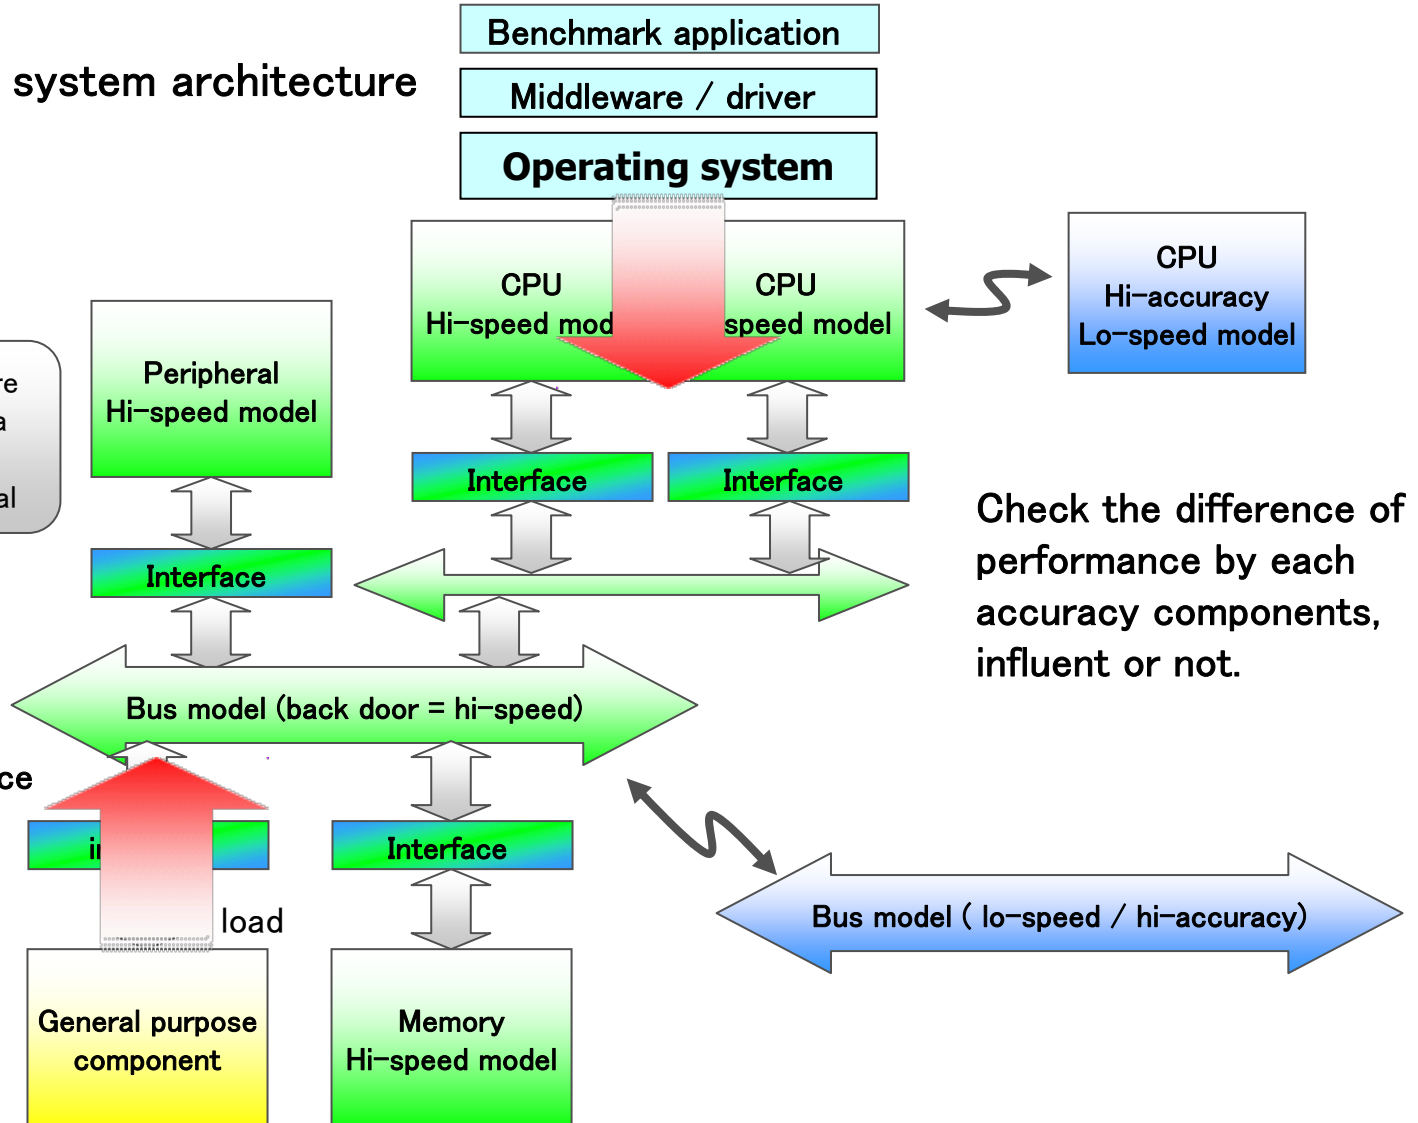 Benchmark application
system architecture
Middleware / driver
Operating system
CPU
Hi-speed
CPU
speed model
CPU
Hi-accuracy
Lo-speed model
Peripheral
Hi-speed model
Interface
Interface
Check the difference of
performance by each
accuracy components,
influent or not.
Interface
Bus model (back door = hi-speed)
Interface
load
Bus model ( lo-speed / hi-accuracy)
General purpose
component
Memory
Hi-speed model